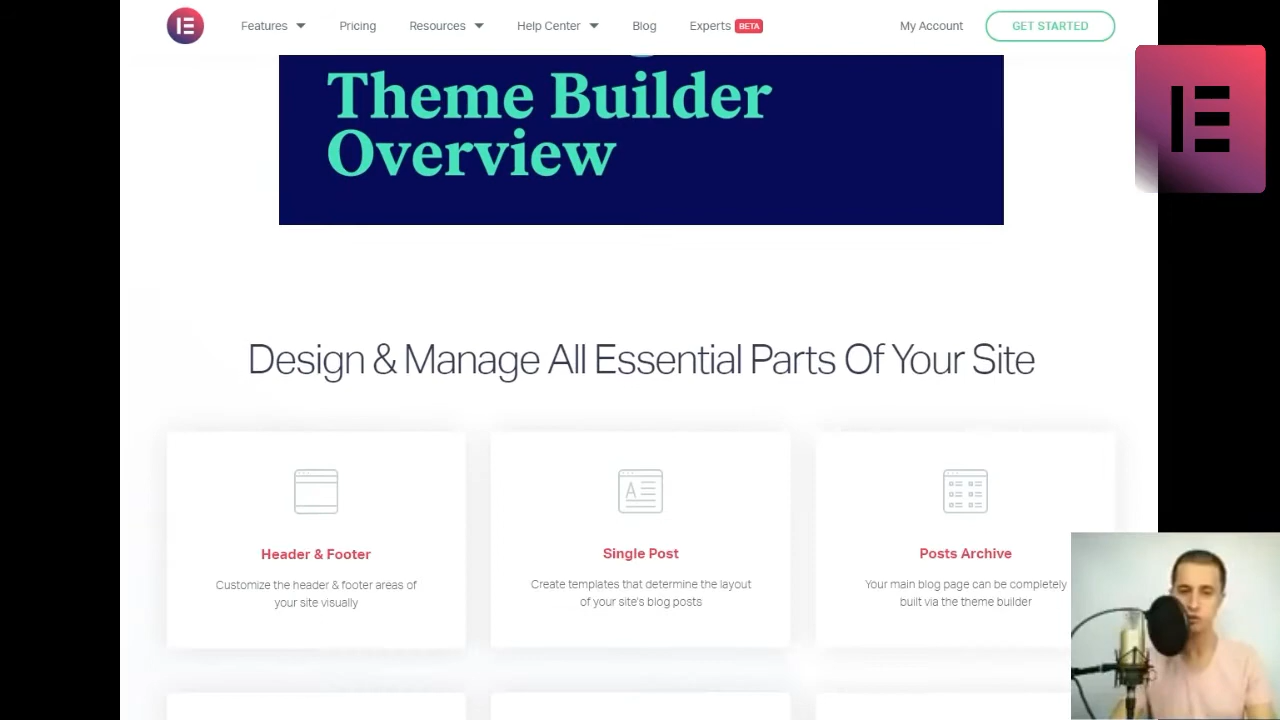 Features Pricing Resources Help Center Blog Experts BETA My Account GET STARTED
Theme Builder
Overview
Design & Manage All Essential Parts Of Your Site
Header & Footer
Customize the header & footer areas of
your site visually
Single Post
Create templates that determine the layout
of your site's blog posts
Posts Archive
Your main blog page can be completely
built via the theme builder